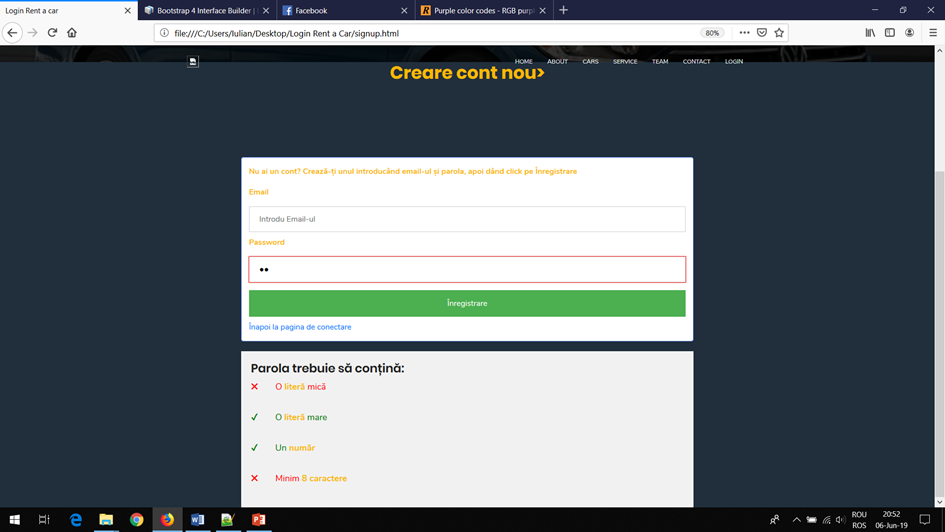 Login Rent a car
Bootstrap 4 Interface Builder |
Facebook
Purple color codes - RGB purp
file:///C:/Users/Iulian/Desktop/Login Rent a Car/signup.html
80%
HOME ABOUT CARS SERVICE TEAM CONTACT LOGIN
Creare cont nou>
Nu ai un cont? Crează-ți unul introducând email-ul și parola, apoi dând click pe Înregistrare
Email
Introdu Email-ul
Password
Înregistrare
Înapoi la pagina de conectare
Parola trebuie să conțină:
O literă mică
O literă mare
Un număr
Minim 8 caractere
ROU 20:52
ROS 06-Jun-19